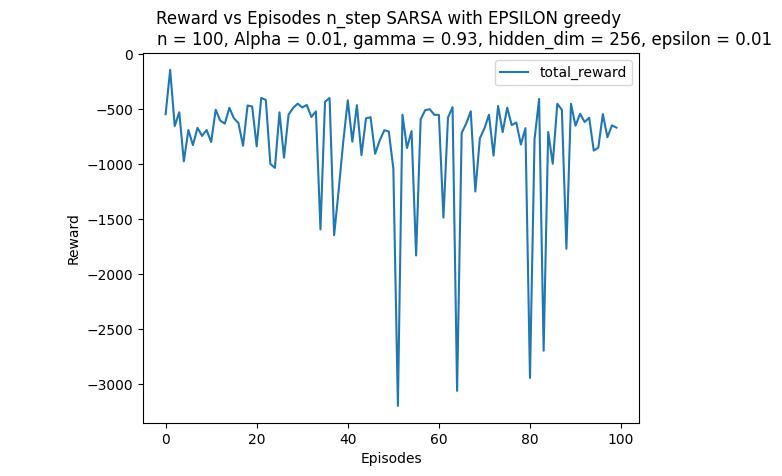 Reward vs Episodes n_step SARSA with EPSILON greedy
n = 100, Alpha = 0.01, gamma = 0.93, hidden_dim = 256, epsilon = 0.01
total_reward
0
−500
−1000
−1500
−2000
−2500
−3000
Reward
0 20 40 60 80 100
Episodes